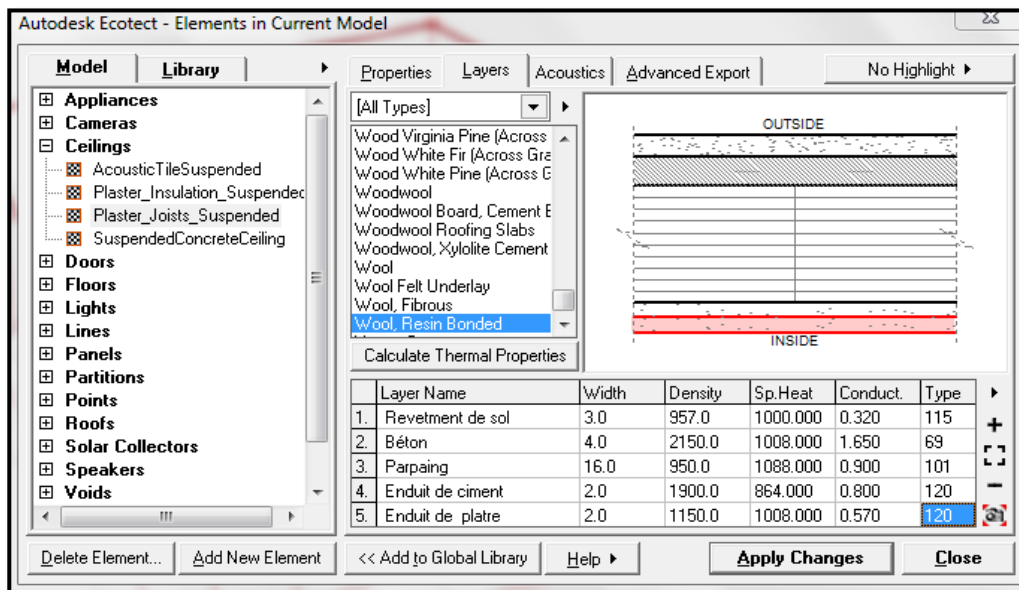 Autodesk Ecotect - Elements in Current Model
Model Library
Appliances
Cameras
Ceilings
AcousticTileSuspended
Plaster_Insulation_Suspended
Plaster_Joists_Suspended
SuspendedConcreteCeiling
Doors
Floors
Lights
Lines
Panels
Partitions
Points
Roofs
Solar Collectors
Speakers
Voids
Properties Layers Acoustics Advanced Export No Highlight
[All Types]
Wood Virginia Pine (Across
Wood White Fir (Across Gra
Wood White Pine (Across G
Woodwool
Woodwool Board, Cement B
Woodwool Roofing Slabs
Woodwool, Xylolite Cement
Wool
Wool Felt Underlay
Wool, Fibrous
Wool, Resin Bonded
Calculate Thermal Properties
OUTSIDE
INSIDE
Layer Name Width Density Sp.Heat Conduct. Type
1. Revetment de sol 3.0 957.0 1000.000 0.320 115
2. Béton 4.0 2150.0 1008.000 1.650 69
3. Parpaing 16.0 950.0 1088.000 0.900 101
4. Enduit de ciment 2.0 1900.0 864.000 0.800 120
5. Enduit de platre 2.0 1150.0 1008.000 0.570 120
Delete Element... Add New Element << Add to Global Library Help Apply Changes Close